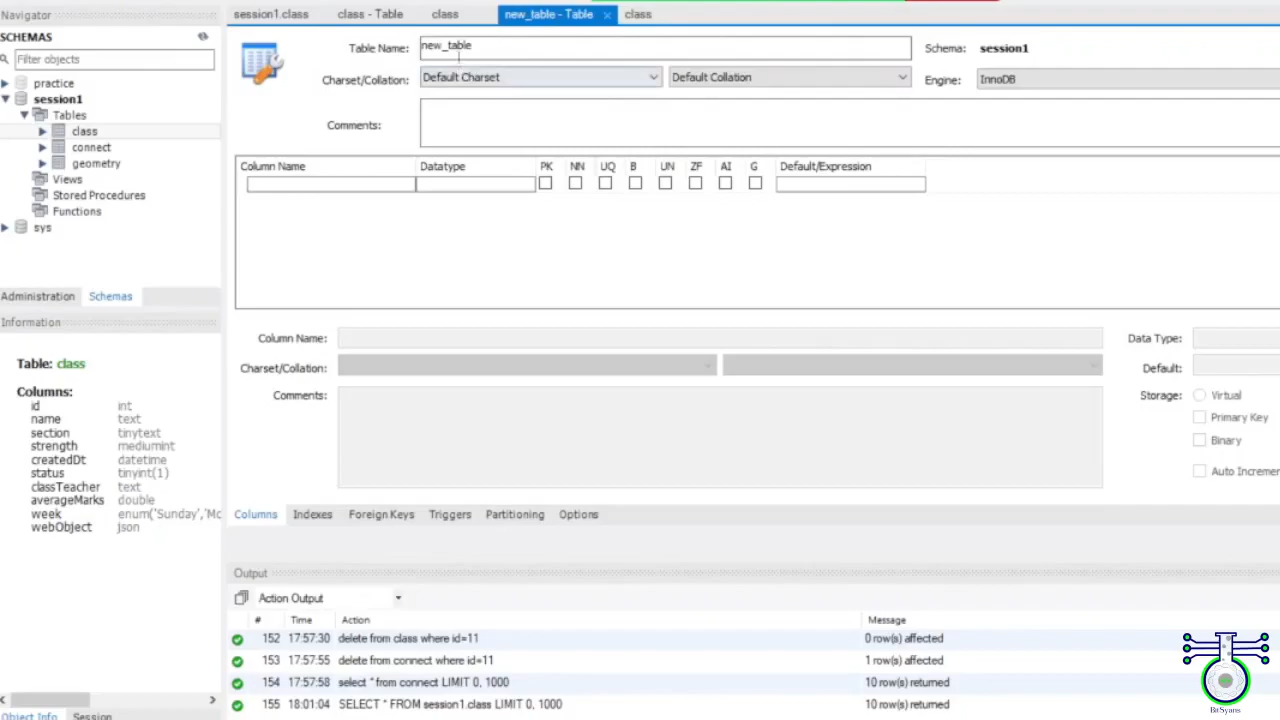 Navigator
session1.class class - Table class new_table - Table × class
SCHEMAS
Filter objects
practice
session1
Tables
class
connect
geometry
Views
Stored Procedures
Functions
sys
Administration Schemas
Information
Table: class
Columns:
id int
name text
section tinytext
strength mediumint
createdDt datetime
status tinyint(1)
classTeacher text
averageMarks double
week enum('Sunday','Mo
webObject json
Object Info Session
Table Name: new_table Schema: session1
Charset/Collation: Default Charset Default Collation Engine: InnoDB
Comments:
Column Name Datatype PK NN UQ B UN ZF AI G Default/Expression
Column Name: Data Type:
Charset/Collation: Default:
Comments: Storage: Virtual
Primary Key
Binary
Auto Incremen
Columns Indexes Foreign Keys Triggers Partitioning Options
Output
Action Output
# Time Action Message
152 17:57:30 delete from class where id=11 0 row(s) affected
153 17:57:55 delete from connect where id=11 1 row(s) affected
154 17:57:58 select * from connect LIMIT 0, 1000 10 row(s) returned
155 18:01:04 SELECT * FROM session1.class LIMIT 0, 1000 10 row(s) returned
BitSyans